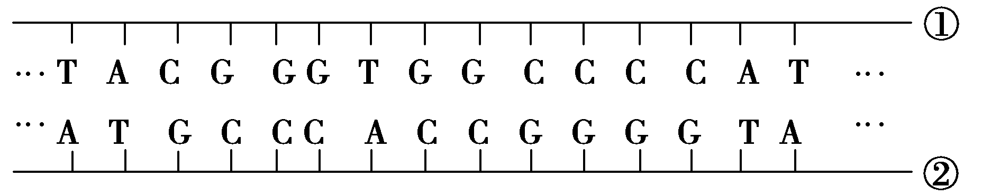 ①
…T A C G G G T G G C C C C A T …
…A T G C C C A C C G G G G T A …
②